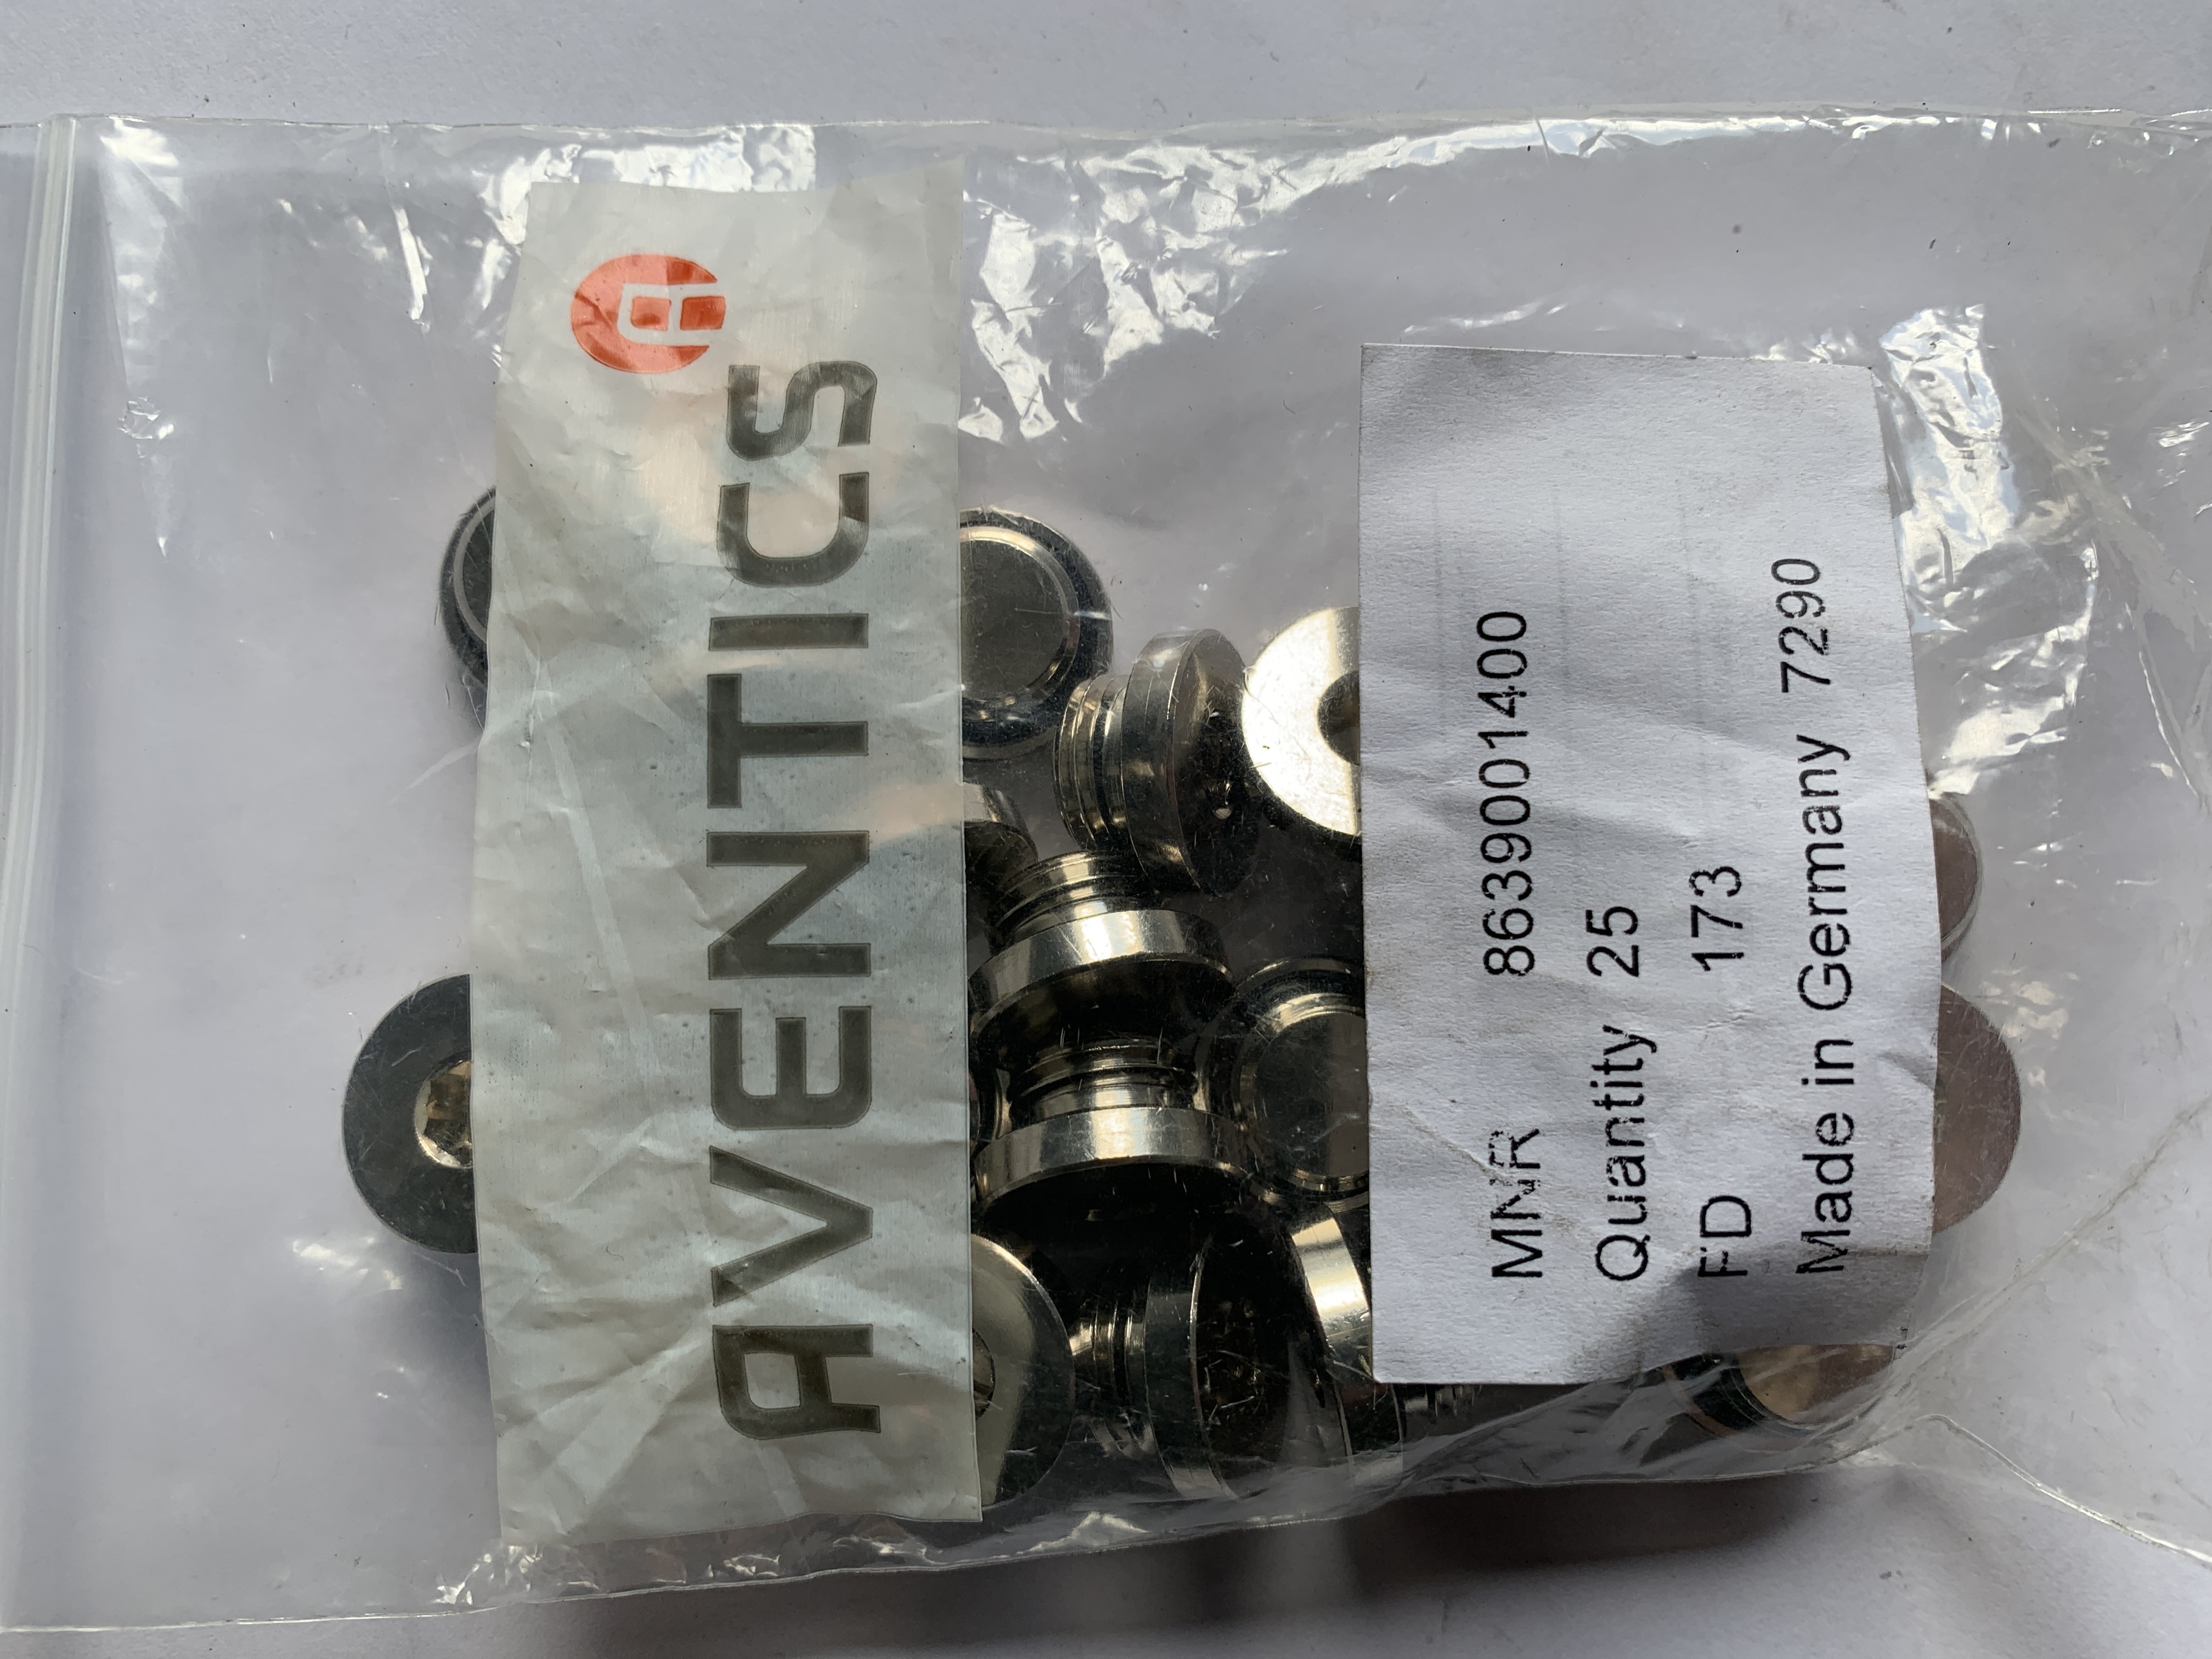 AVENTICS
MNR 8639001400
Quantity 25
FD 173
Made in Germany 7290